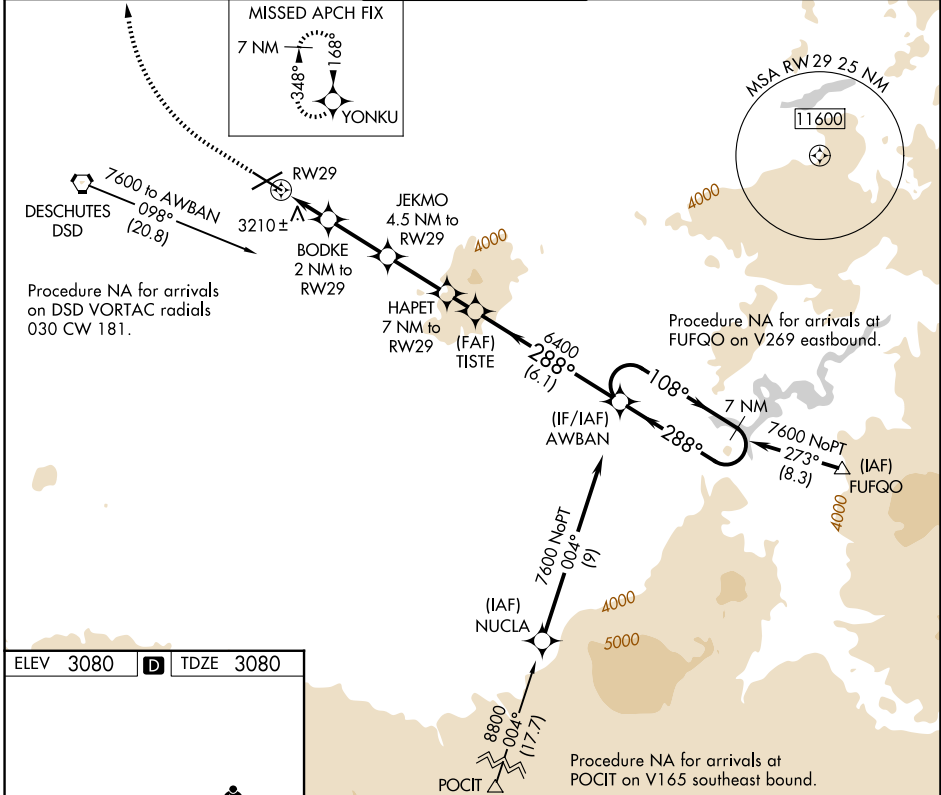 MISSED APCH FIX
7 NM
348°
168°
YONKU
MSA RW29 25 NM
11600
DESCHUTES
DSD
7600 to AWBAN
098°
(20.8)
RW29
3210 ±
BODKE
2 NM to
RW29
JEKMO
4.5 NM to
RW29
4000
4000
HAPET
7 NM to
RW29
(FAF)
TISTE
Procedure NA for arrivals
on DSD VORTAC radials
030 CW 181.
Procedure NA for arrivals at
FUFQO on V269 eastbound.
6400
288°
(6.1)
(IF/IAF)
AWBAN
108°
7 NM
288°
7600 NoPT
273°
(8.3)
(IAF)
FUFQO
4000
7600 NoPT
004°
(9)
(IAF)
NUCLA
4000
5000
8800
004°
(17.7)
POCIT
Procedure NA for arrivals at
POCIT on V165 southeast bound.
ELEV 3080 D TDZE 3080